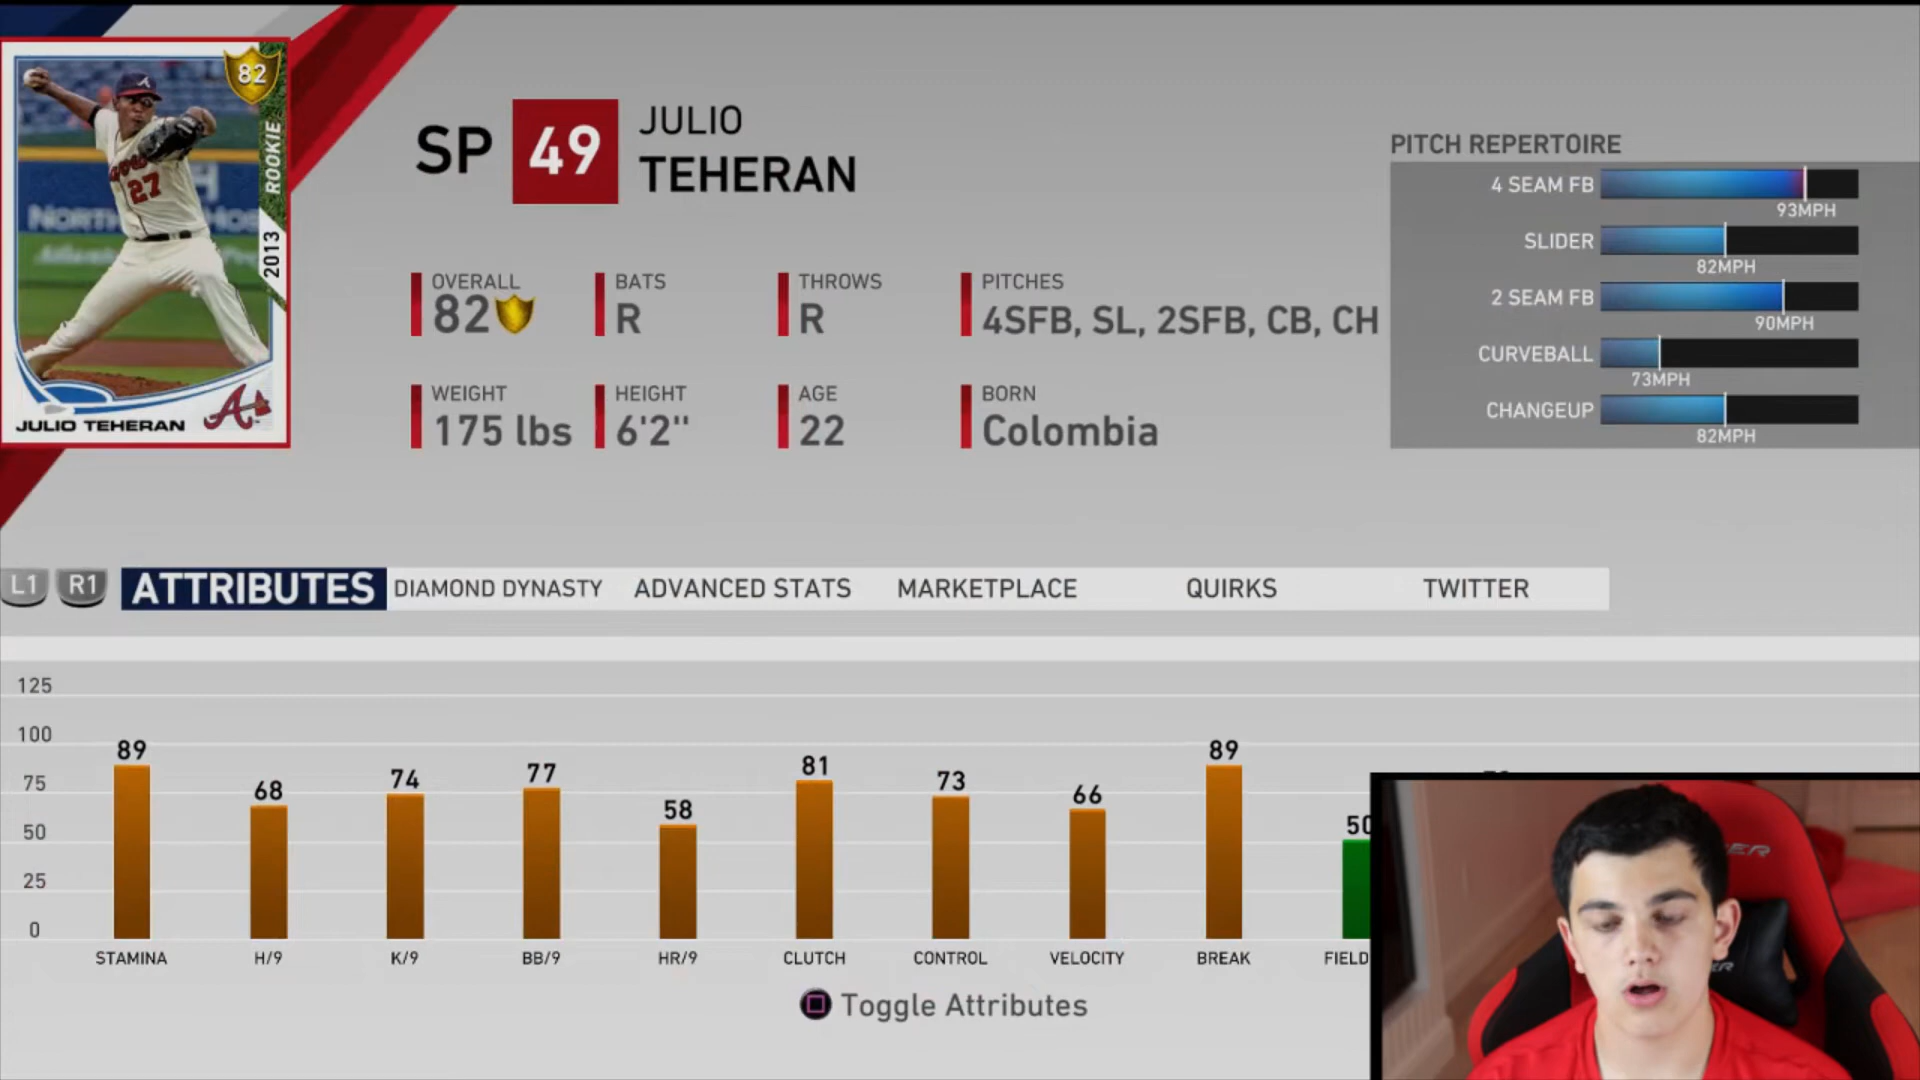 82
ROOKIE
2013
27
JULIO TEHERAN
SP
49
JULIO
TEHERAN
OVERALL
82
BATS
R
THROWS
R
PITCHES
4SFB, SL, 2SFB, CB, CH
WEIGHT
175 lbs
HEIGHT
6'2"
AGE
22
BORN
Colombia
PITCH REPERTOIRE
4 SEAM FB
93MPH
SLIDER
82MPH
2 SEAM FB
90MPH
CURVEBALL
73MPH
CHANGEUP
82MPH
L1 R1 ATTRIBUTES DIAMOND DYNASTY ADVANCED STATS MARKETPLACE QUIRKS TWITTER
125
100
75
50
25
0
89 68 74 77 58 81 73 66 89 50
STAMINA H/9 K/9 BB/9 HR/9 CLUTCH CONTROL VELOCITY BREAK FIELD
Toggle Attributes